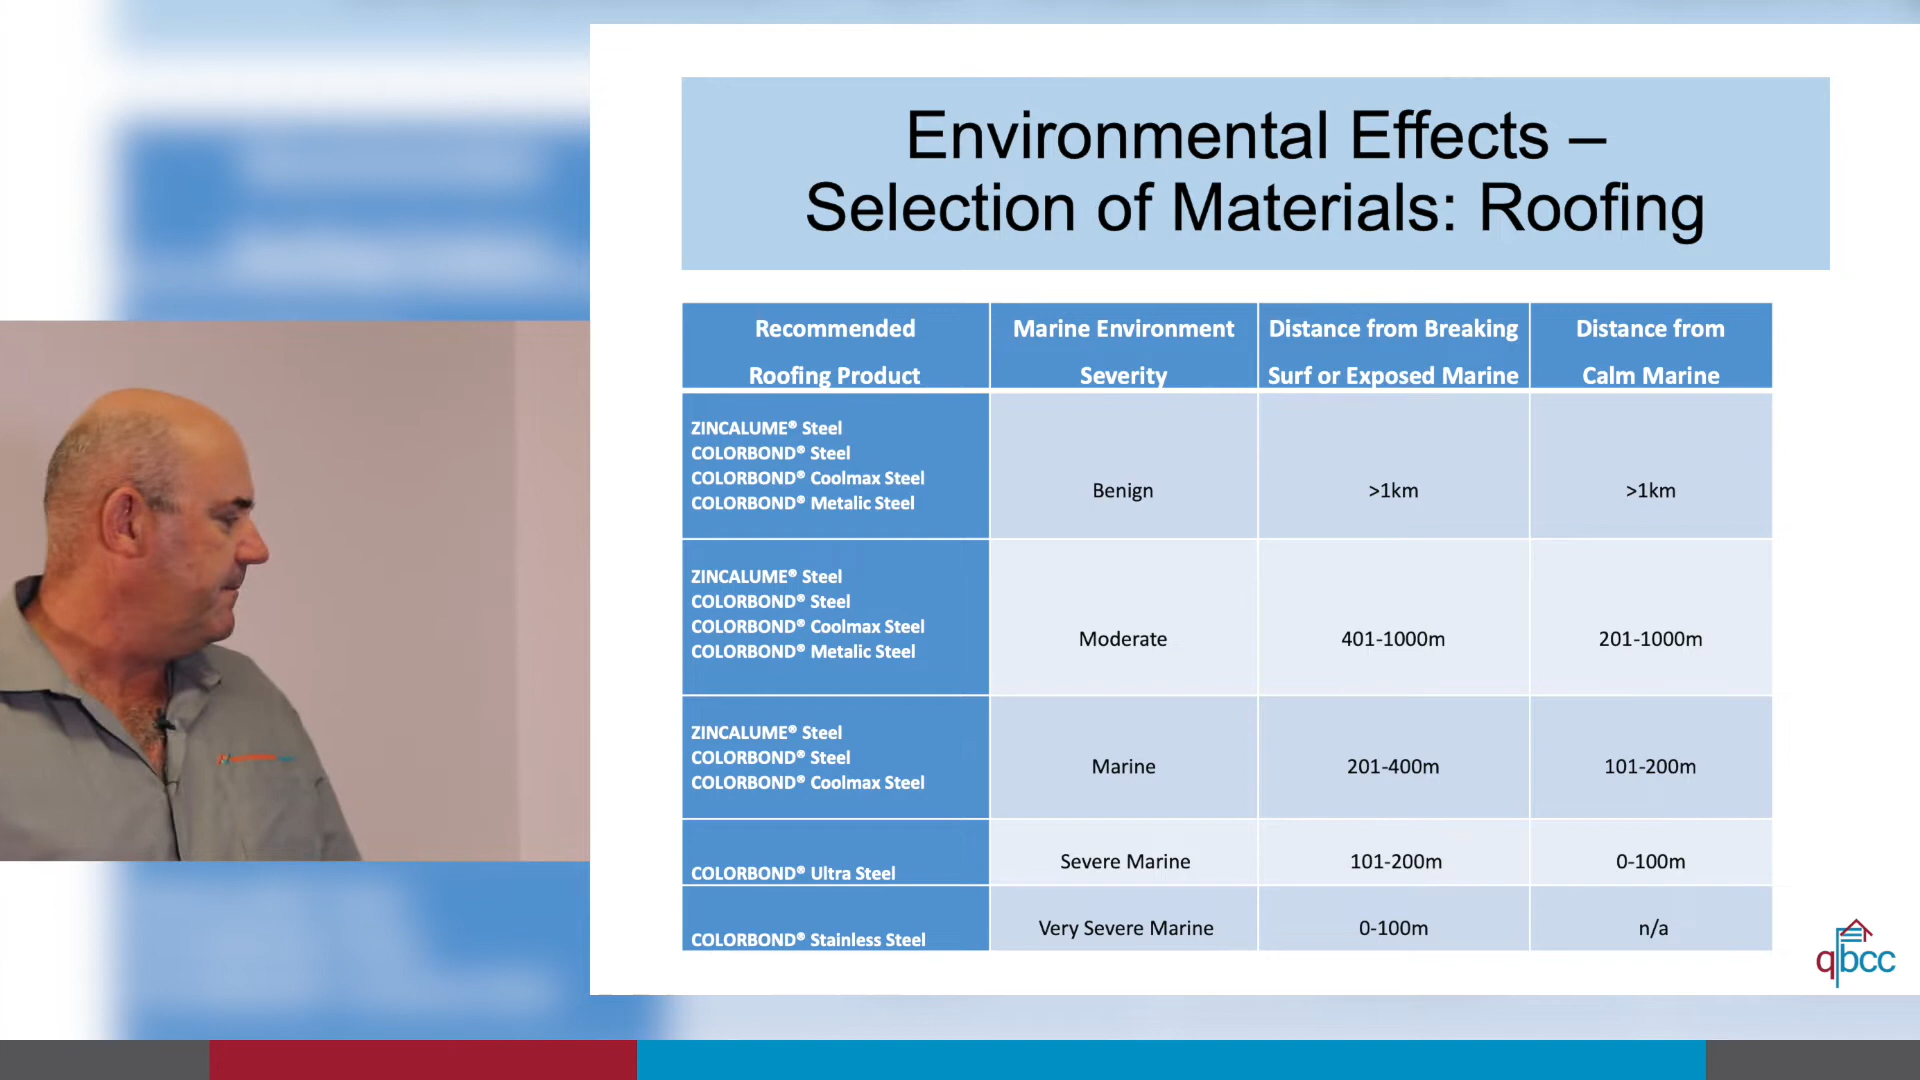 Environmental Effects –
Selection of Materials: Roofing
Recommended
Roofing Product
Marine Environment
Severity
Distance from Breaking
Surf or Exposed Marine
Distance from
Calm Marine
ZINCALUME® Steel
COLORBOND® Steel
COLORBOND® Coolmax Steel
COLORBOND® Metalic Steel
Benign
>1km
>1km
ZINCALUME® Steel
COLORBOND® Steel
COLORBOND® Coolmax Steel
COLORBOND® Metalic Steel
Moderate
401-1000m
201-1000m
ZINCALUME® Steel
COLORBOND® Steel
COLORBOND® Coolmax Steel
Marine
201-400m
101-200m
COLORBOND® Ultra Steel
Severe Marine
101-200m
0-100m
COLORBOND® Stainless Steel
Very Severe Marine
0-100m
n/a
qbcc